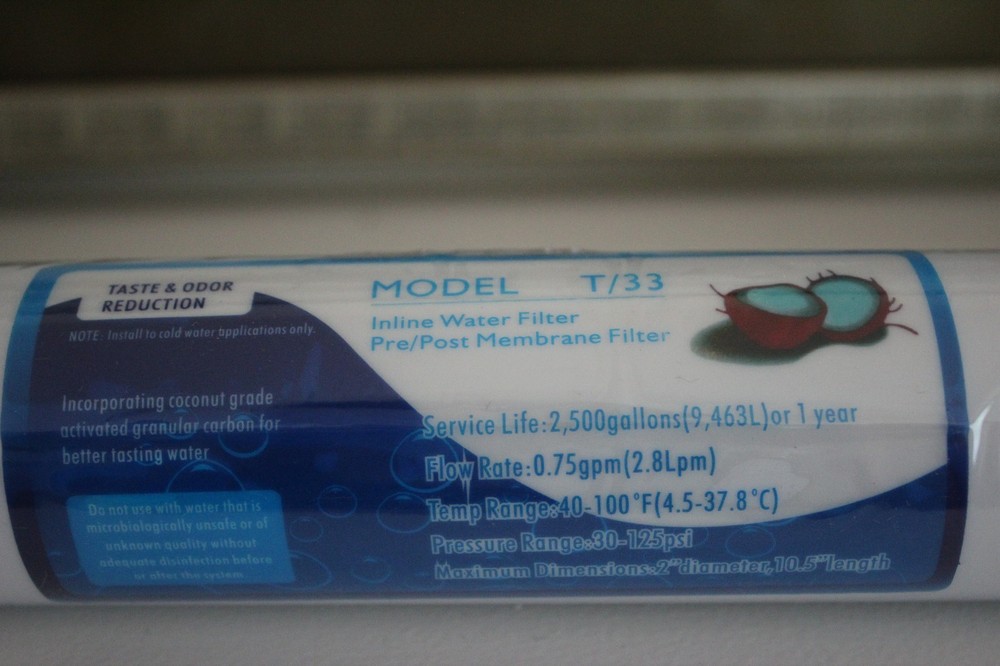 TASTE & ODOR
REDUCTION
NOTE: Install to cold water applications only.
Incorporating coconut grade
activated granular carbon for
better tasting water
Do not use with water that is
microbiologically unsafe or of
unknown quality without
adequate disinfection before
or after the system
MODEL T/33
Inline Water Filter
Pre/Post Membrane Filter
Service Life:2,500gallons(9,463L)or 1 year
Flow Rate:0.75gpm(2.8Lpm)
Temp Range:40-100°F(4.5-37.8°C)
Pressure Range:30-125psi
Maximum Dimensions:2"diameter,10.5"length